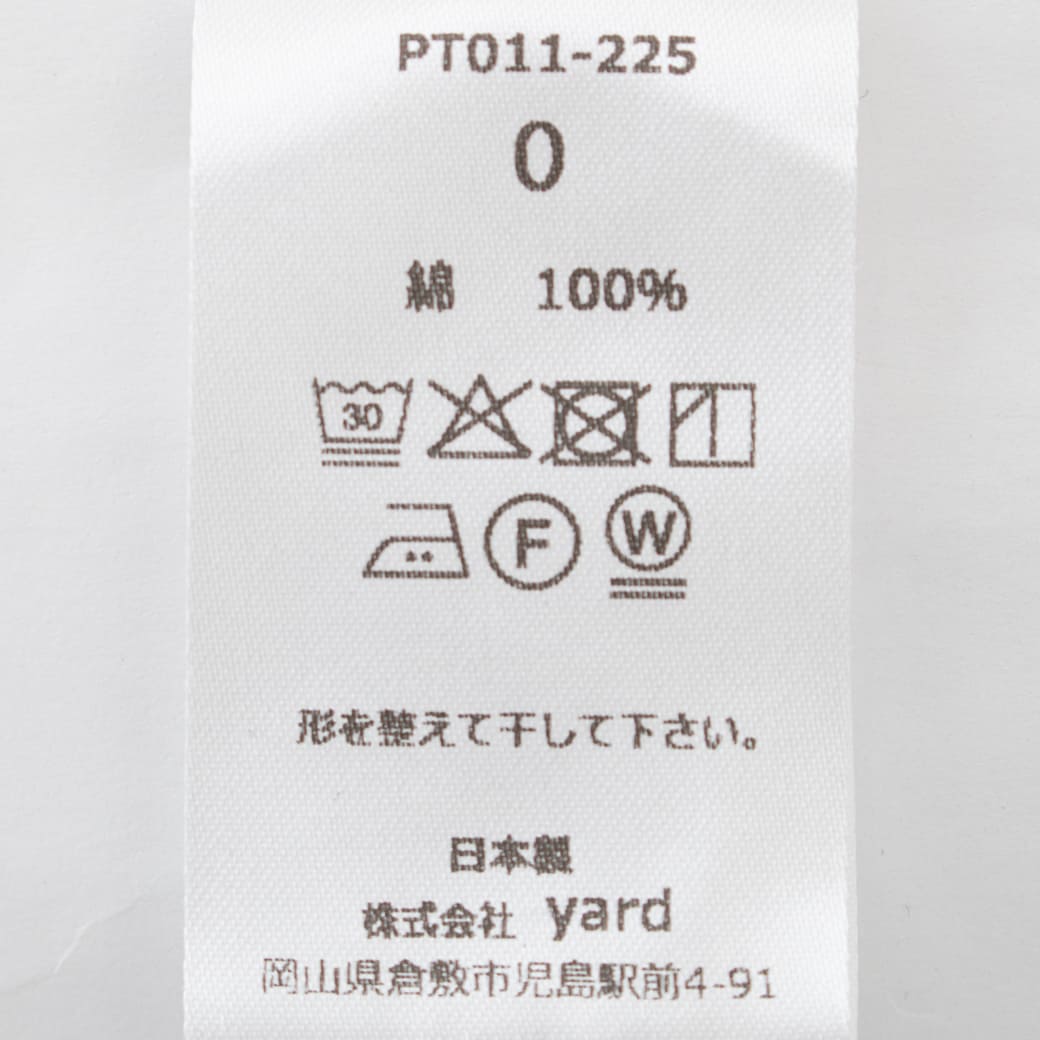 PT011-225
0
綿 100%
30
F W
形を整えて干して下さい。
日本製
株式会社 yard
岡山県倉敷市児島駅前4-91